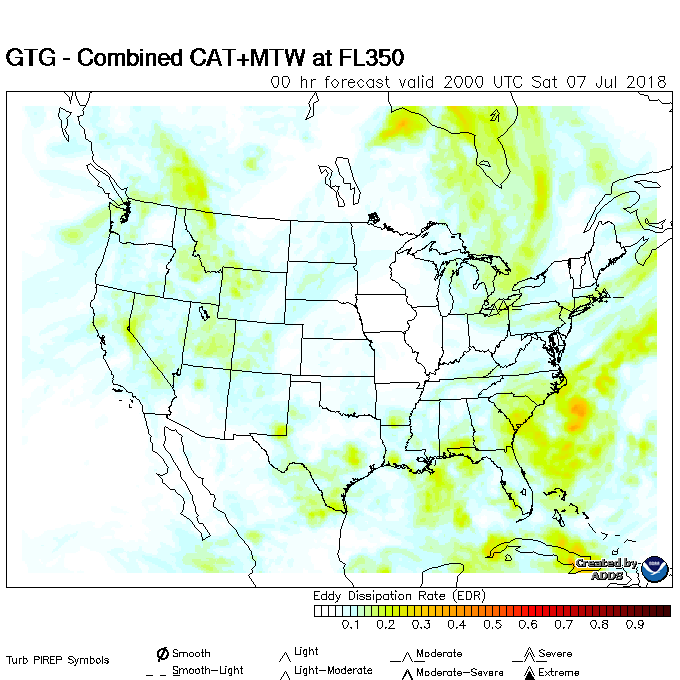 GTG - Combined CAT+MTW at FL350
00 hr forecast valid 2000 UTC Sat 07 Jul 2018
Created by
ADDS
Eddy Dissipation Rate (EDR)
0.1 0.2 0.3 0.4 0.5 0.6 0.7 0.8 0.9
Turb PIREP Symbols
Smooth Light Moderate Severe
Smooth-Light Light-Moderate Moderate-Severe Extreme